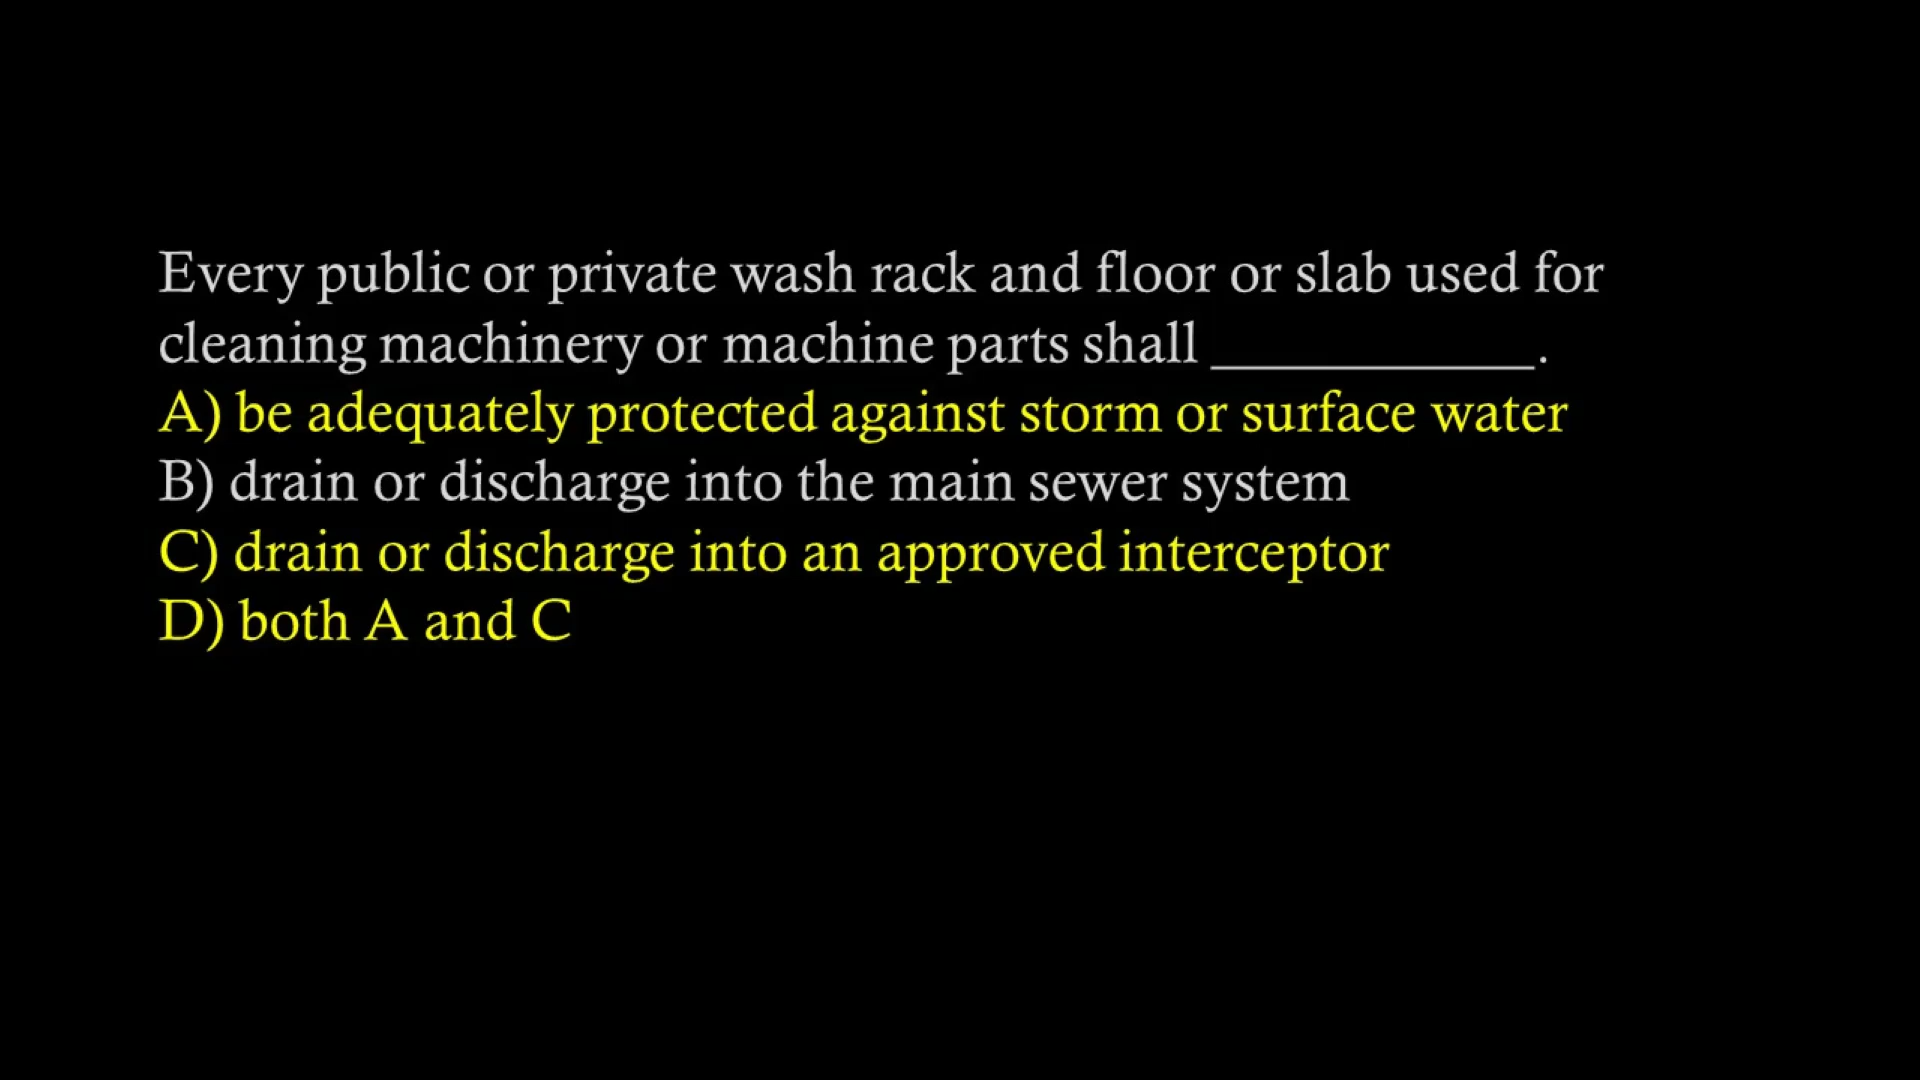 Every public or private wash rack and floor or slab used for
cleaning machinery or machine parts shall ____________.
A) be adequately protected against storm or surface water
B) drain or discharge into the main sewer system
C) drain or discharge into an approved interceptor
D) both A and C